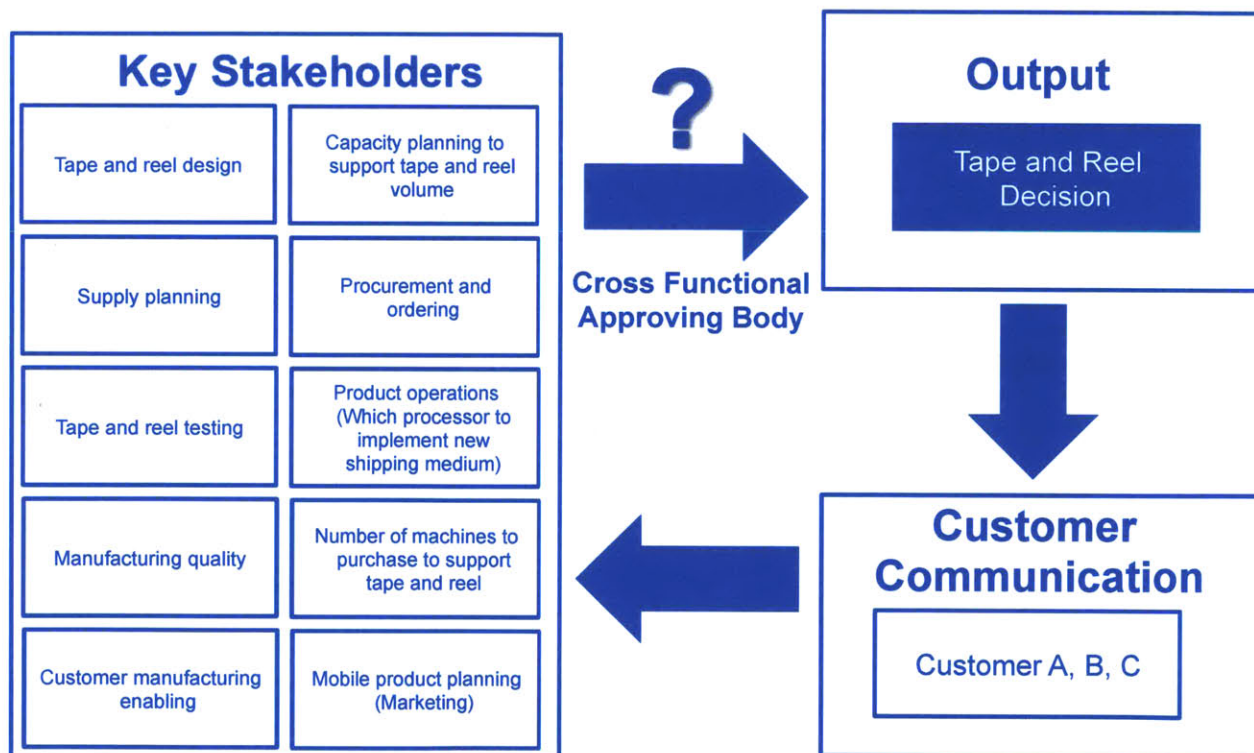 Key Stakeholders
Tape and reel design
Capacity planning to
support tape and reel
volume
Supply planning
Procurement and
ordering
Tape and reel testing
Product operations
(Which processor to
implement new
shipping medium)
Manufacturing quality
Number of machines to
purchase to support
tape and reel
Customer manufacturing
enabling
Mobile product planning
(Marketing)
?
Cross Functional
Approving Body
Output
Tape and Reel
Decision
Customer
Communication
Customer A, B, C